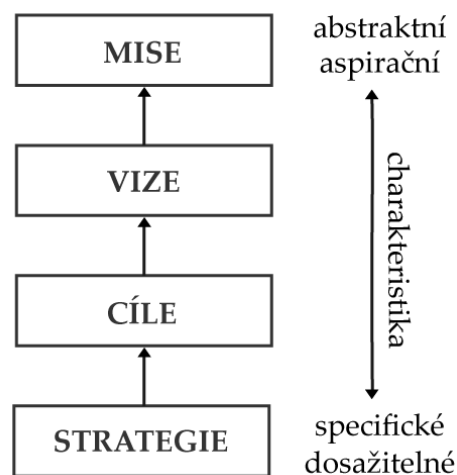 MISE
abstraktní
aspirační
VIZE
charakteristika
CÍLE
STRATEGIE
specifické
dosažitelné